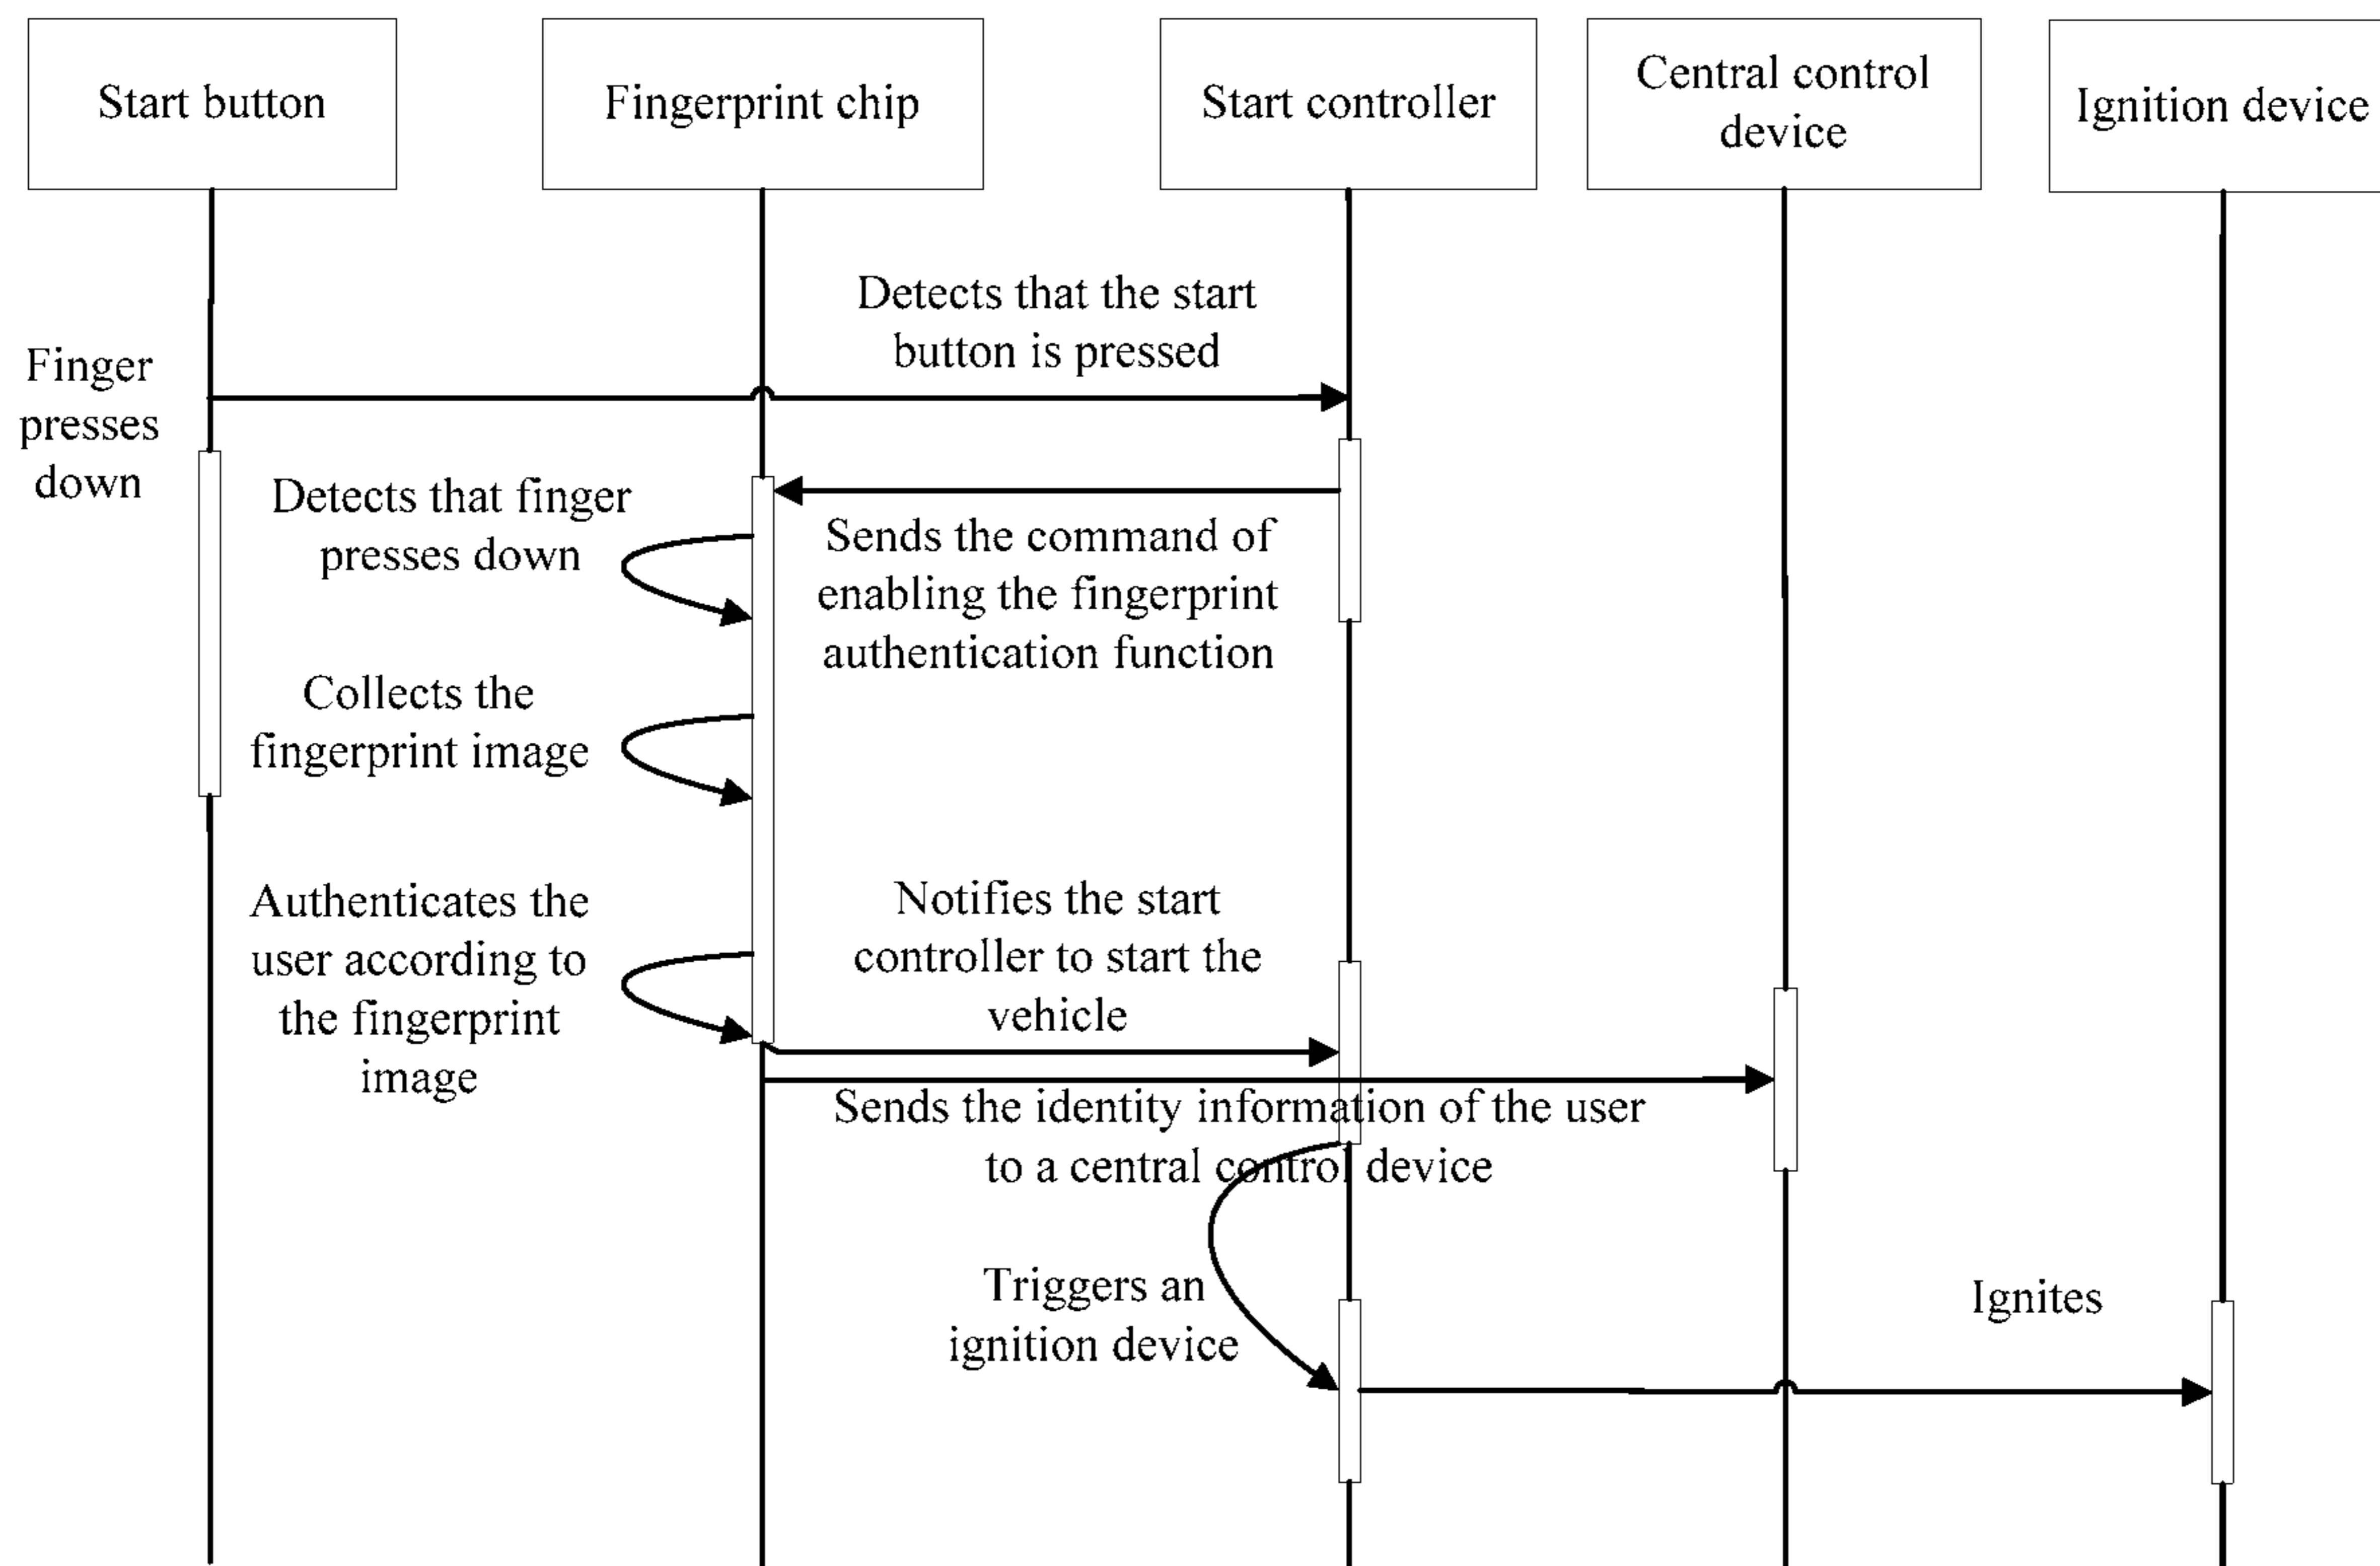 Start button
Fingerprint chip
Start controller
Central control
device
Ignition device
Detects that the start
button is pressed
Finger
presses
down
Detects that finger
presses down
Sends the command of
enabling the fingerprint
authentication function
Collects the
fingerprint image
Authenticates the
user according to
the fingerprint
image
Notifies the start
controller to start the
vehicle
Sends the identity information of the user
to a central control device
Triggers an
ignition device
Ignites